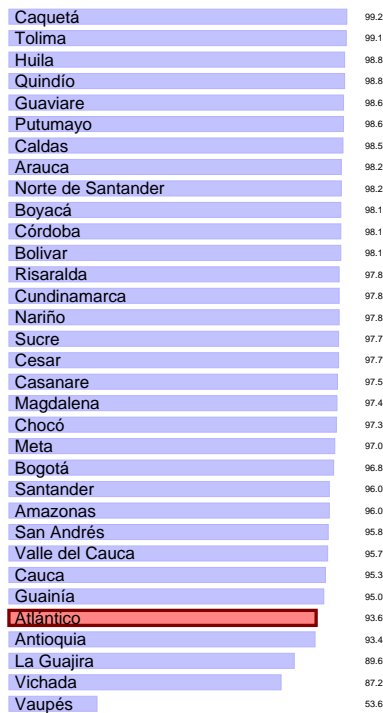 Caquetá 99.2
Tolima 99.1
Huila 98.8
Quindío 98.8
Guaviare 98.6
Putumayo 98.6
Caldas 98.5
Arauca 98.2
Norte de Santander 98.2
Boyacá 98.1
Córdoba 98.1
Bolivar 98.1
Risaralda 97.8
Cundinamarca 97.8
Nariño 97.8
Sucre 97.7
Cesar 97.7
Casanare 97.5
Magdalena 97.4
Chocó 97.3
Meta 97.0
Bogotá 96.8
Santander 96.0
Amazonas 96.0
San Andrés 95.8
Valle del Cauca 95.7
Cauca 95.3
Guainía 95.0
Atlántico 93.6
Antioquia 93.4
La Guajira 89.6
Vichada 87.2
Vaupés 53.6